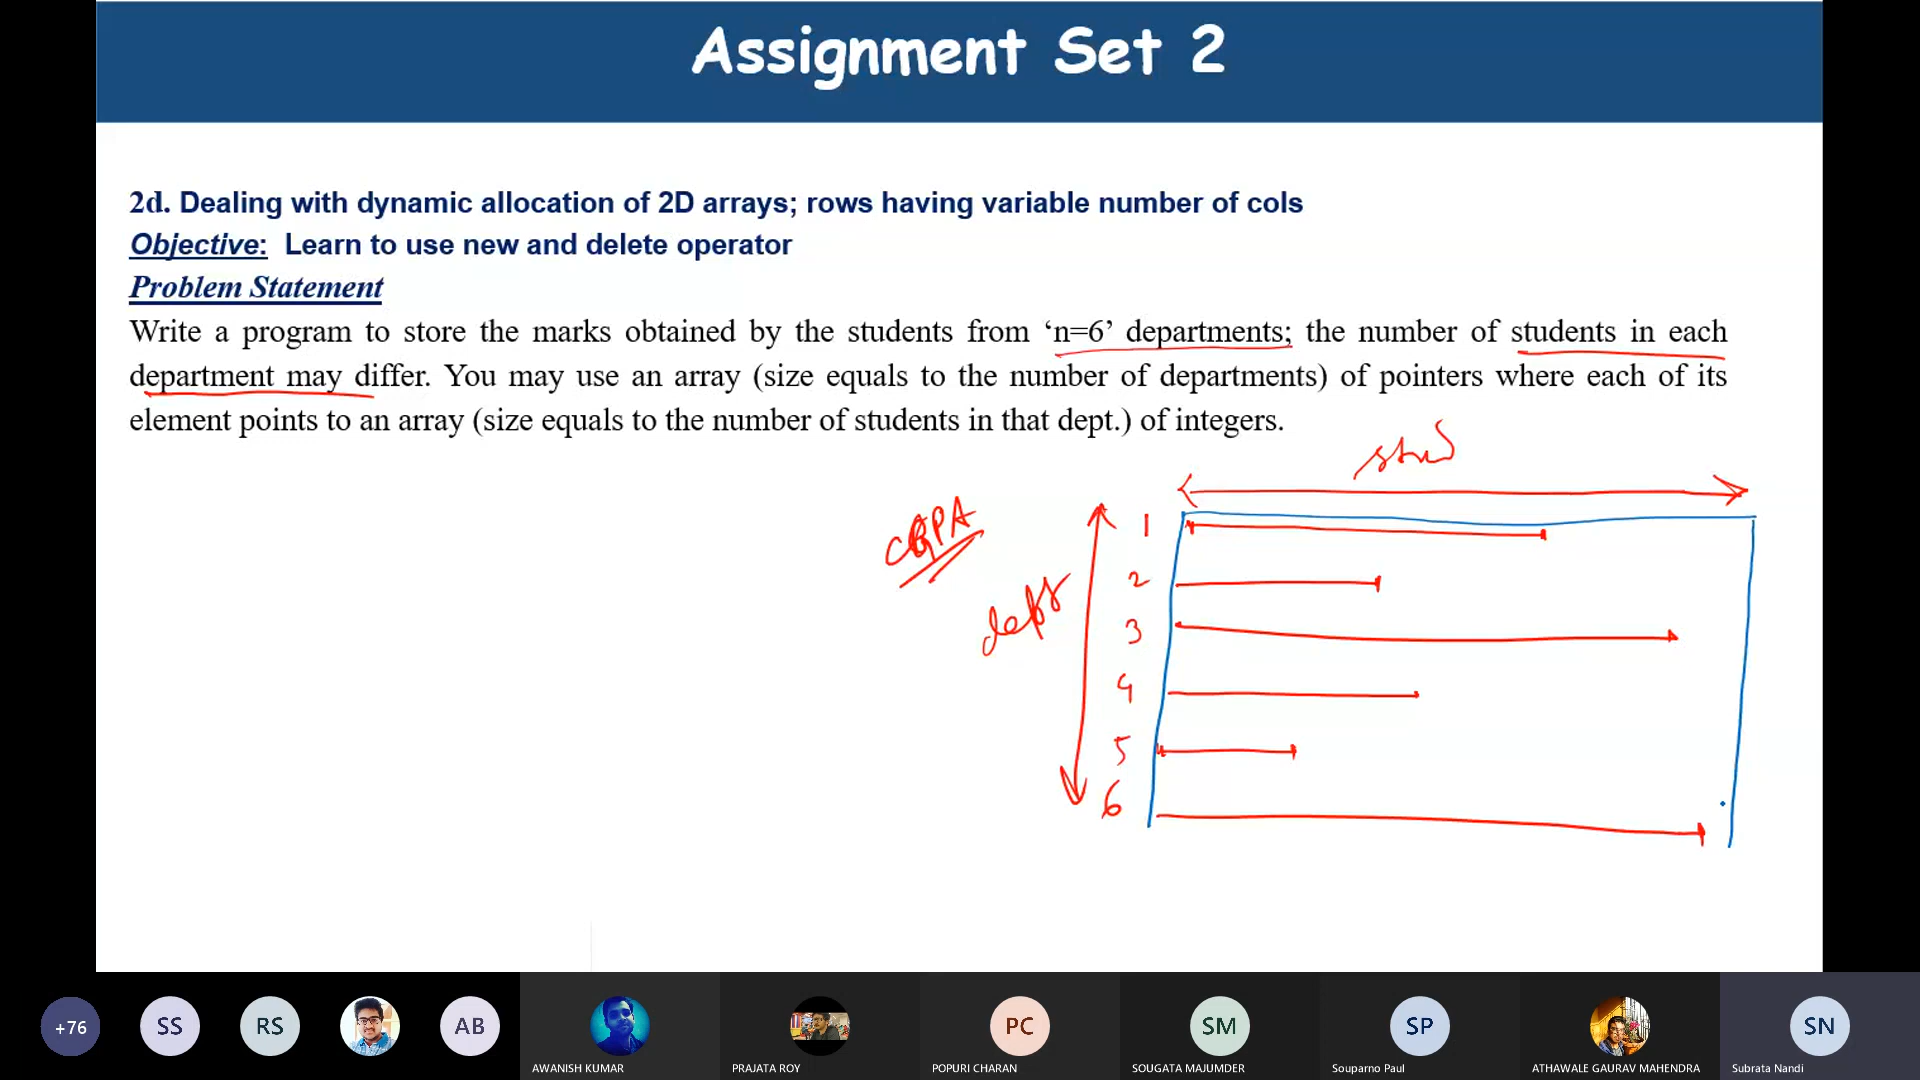 Assignment Set 2
2d. Dealing with dynamic allocation of 2D arrays; rows having variable number of cols
Objective: Learn to use new and delete operator
Problem Statement
Write a program to store the marks obtained by the students from ‘n=6’ departments; the number of students in each
department may differ. You may use an array (size equals to the number of departments) of pointers where each of its
element points to an array (size equals to the number of students in that dept.) of integers.
stud
CGPA
dept
1
2
3
4
5
6
+76
SS
RS
AB
PC
SM
SP
SN
AWANISH KUMAR
PRAJATA ROY
POPURI CHARAN
SOUGATA MAJUMDER
Souparno Paul
ATHAWALE GAURAV MAHENDRA
Subrata Nandi